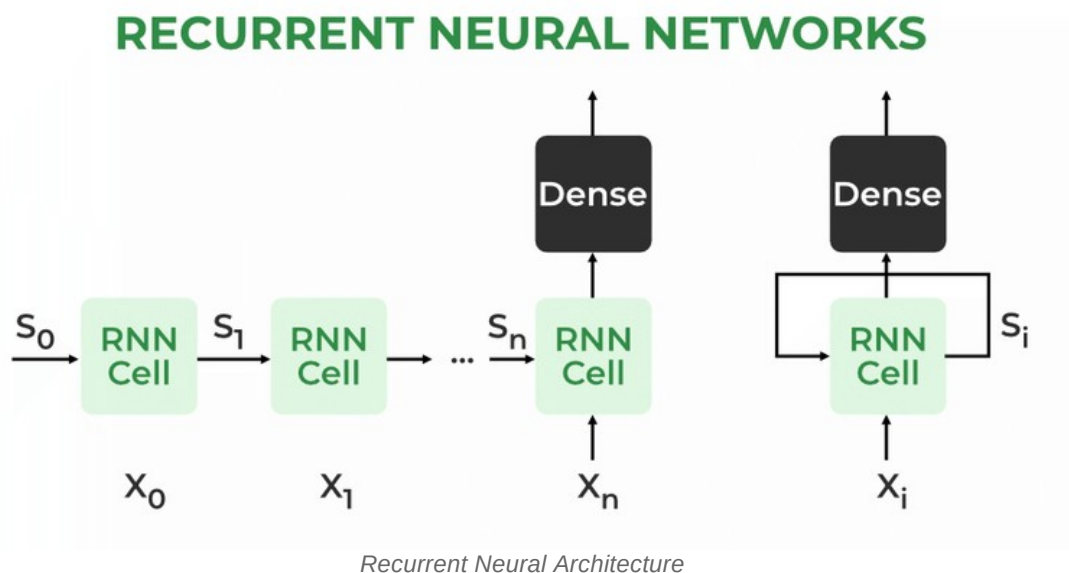 RECURRENT NEURAL NETWORKS
Dense
Dense
S₀
RNN
Cell
S₁
RNN
Cell
...
Sₙ
RNN
Cell
RNN
Cell
Sᵢ
X₀
X₁
Xₙ
Xᵢ
Recurrent Neural Architecture